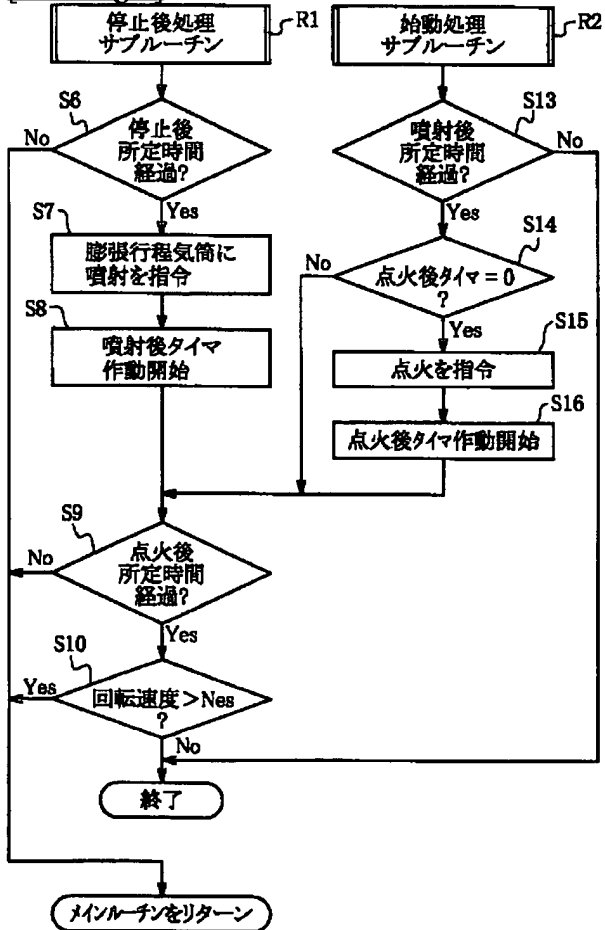 停止後処理
サブルーチン
R1
始動処理
サブルーチン
R2
S6
停止後
所定時間
経過?
No
Yes
S7
膨張行程気筒に
噴射を指令
S8
噴射後タイマ
作動開始
S13
噴射後
所定時間
経過?
No
Yes
S14
点火後タイマ = 0
?
No
Yes
S15
点火を指令
S16
点火後タイマ作動開始
S9
点火後
所定時間
経過?
No
Yes
S10
回転速度>Nes
?
Yes
No
終了
メインルーチンをリターン